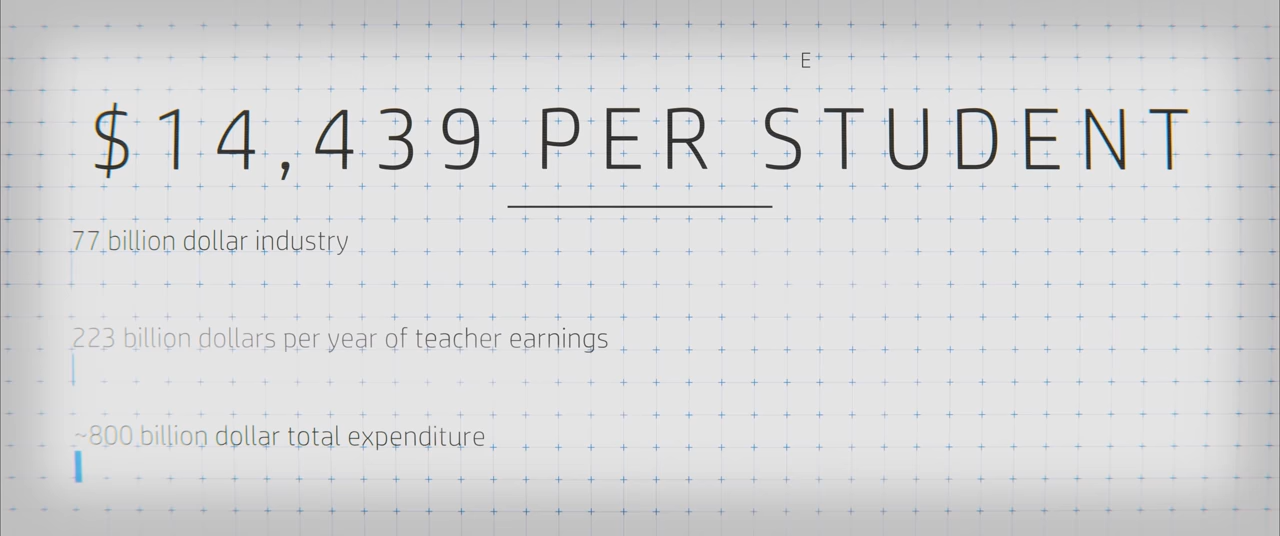 E
$14,439 PER STUDENT
77 billion dollar industry
223 billion dollars per year of teacher earnings
~800 billion dollar total expenditure